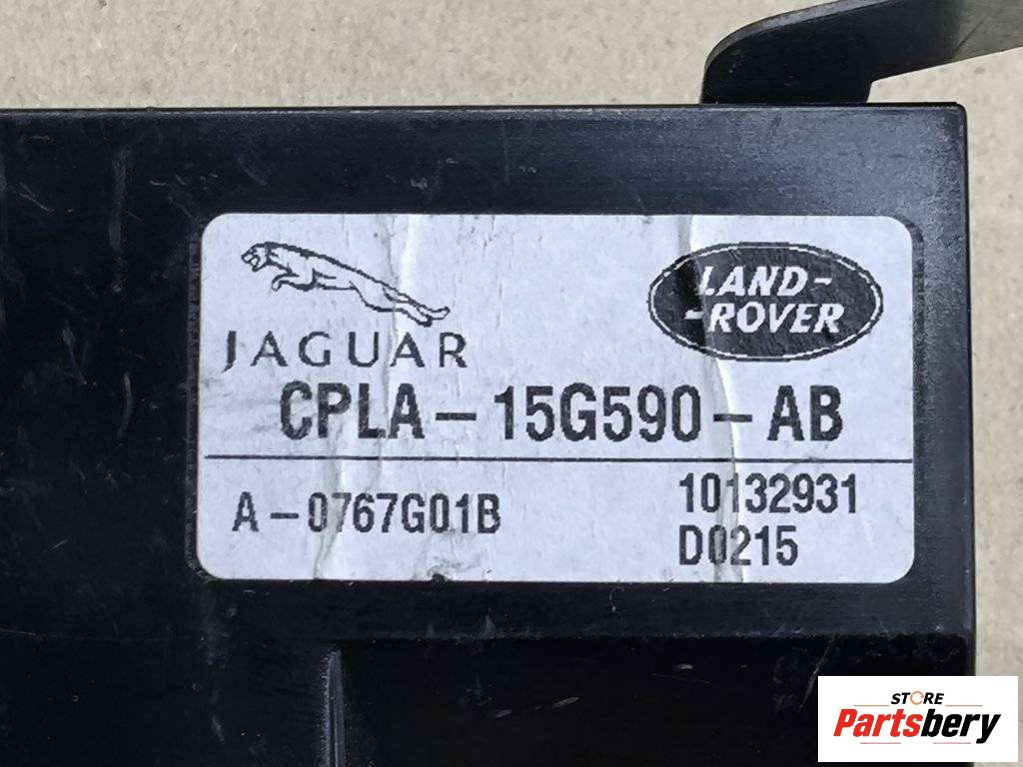 JAGUAR
LAND-
-ROVER
CPLA-15G590-AB
A-0767G01B
10132931
D0215
STORE
Partsbery